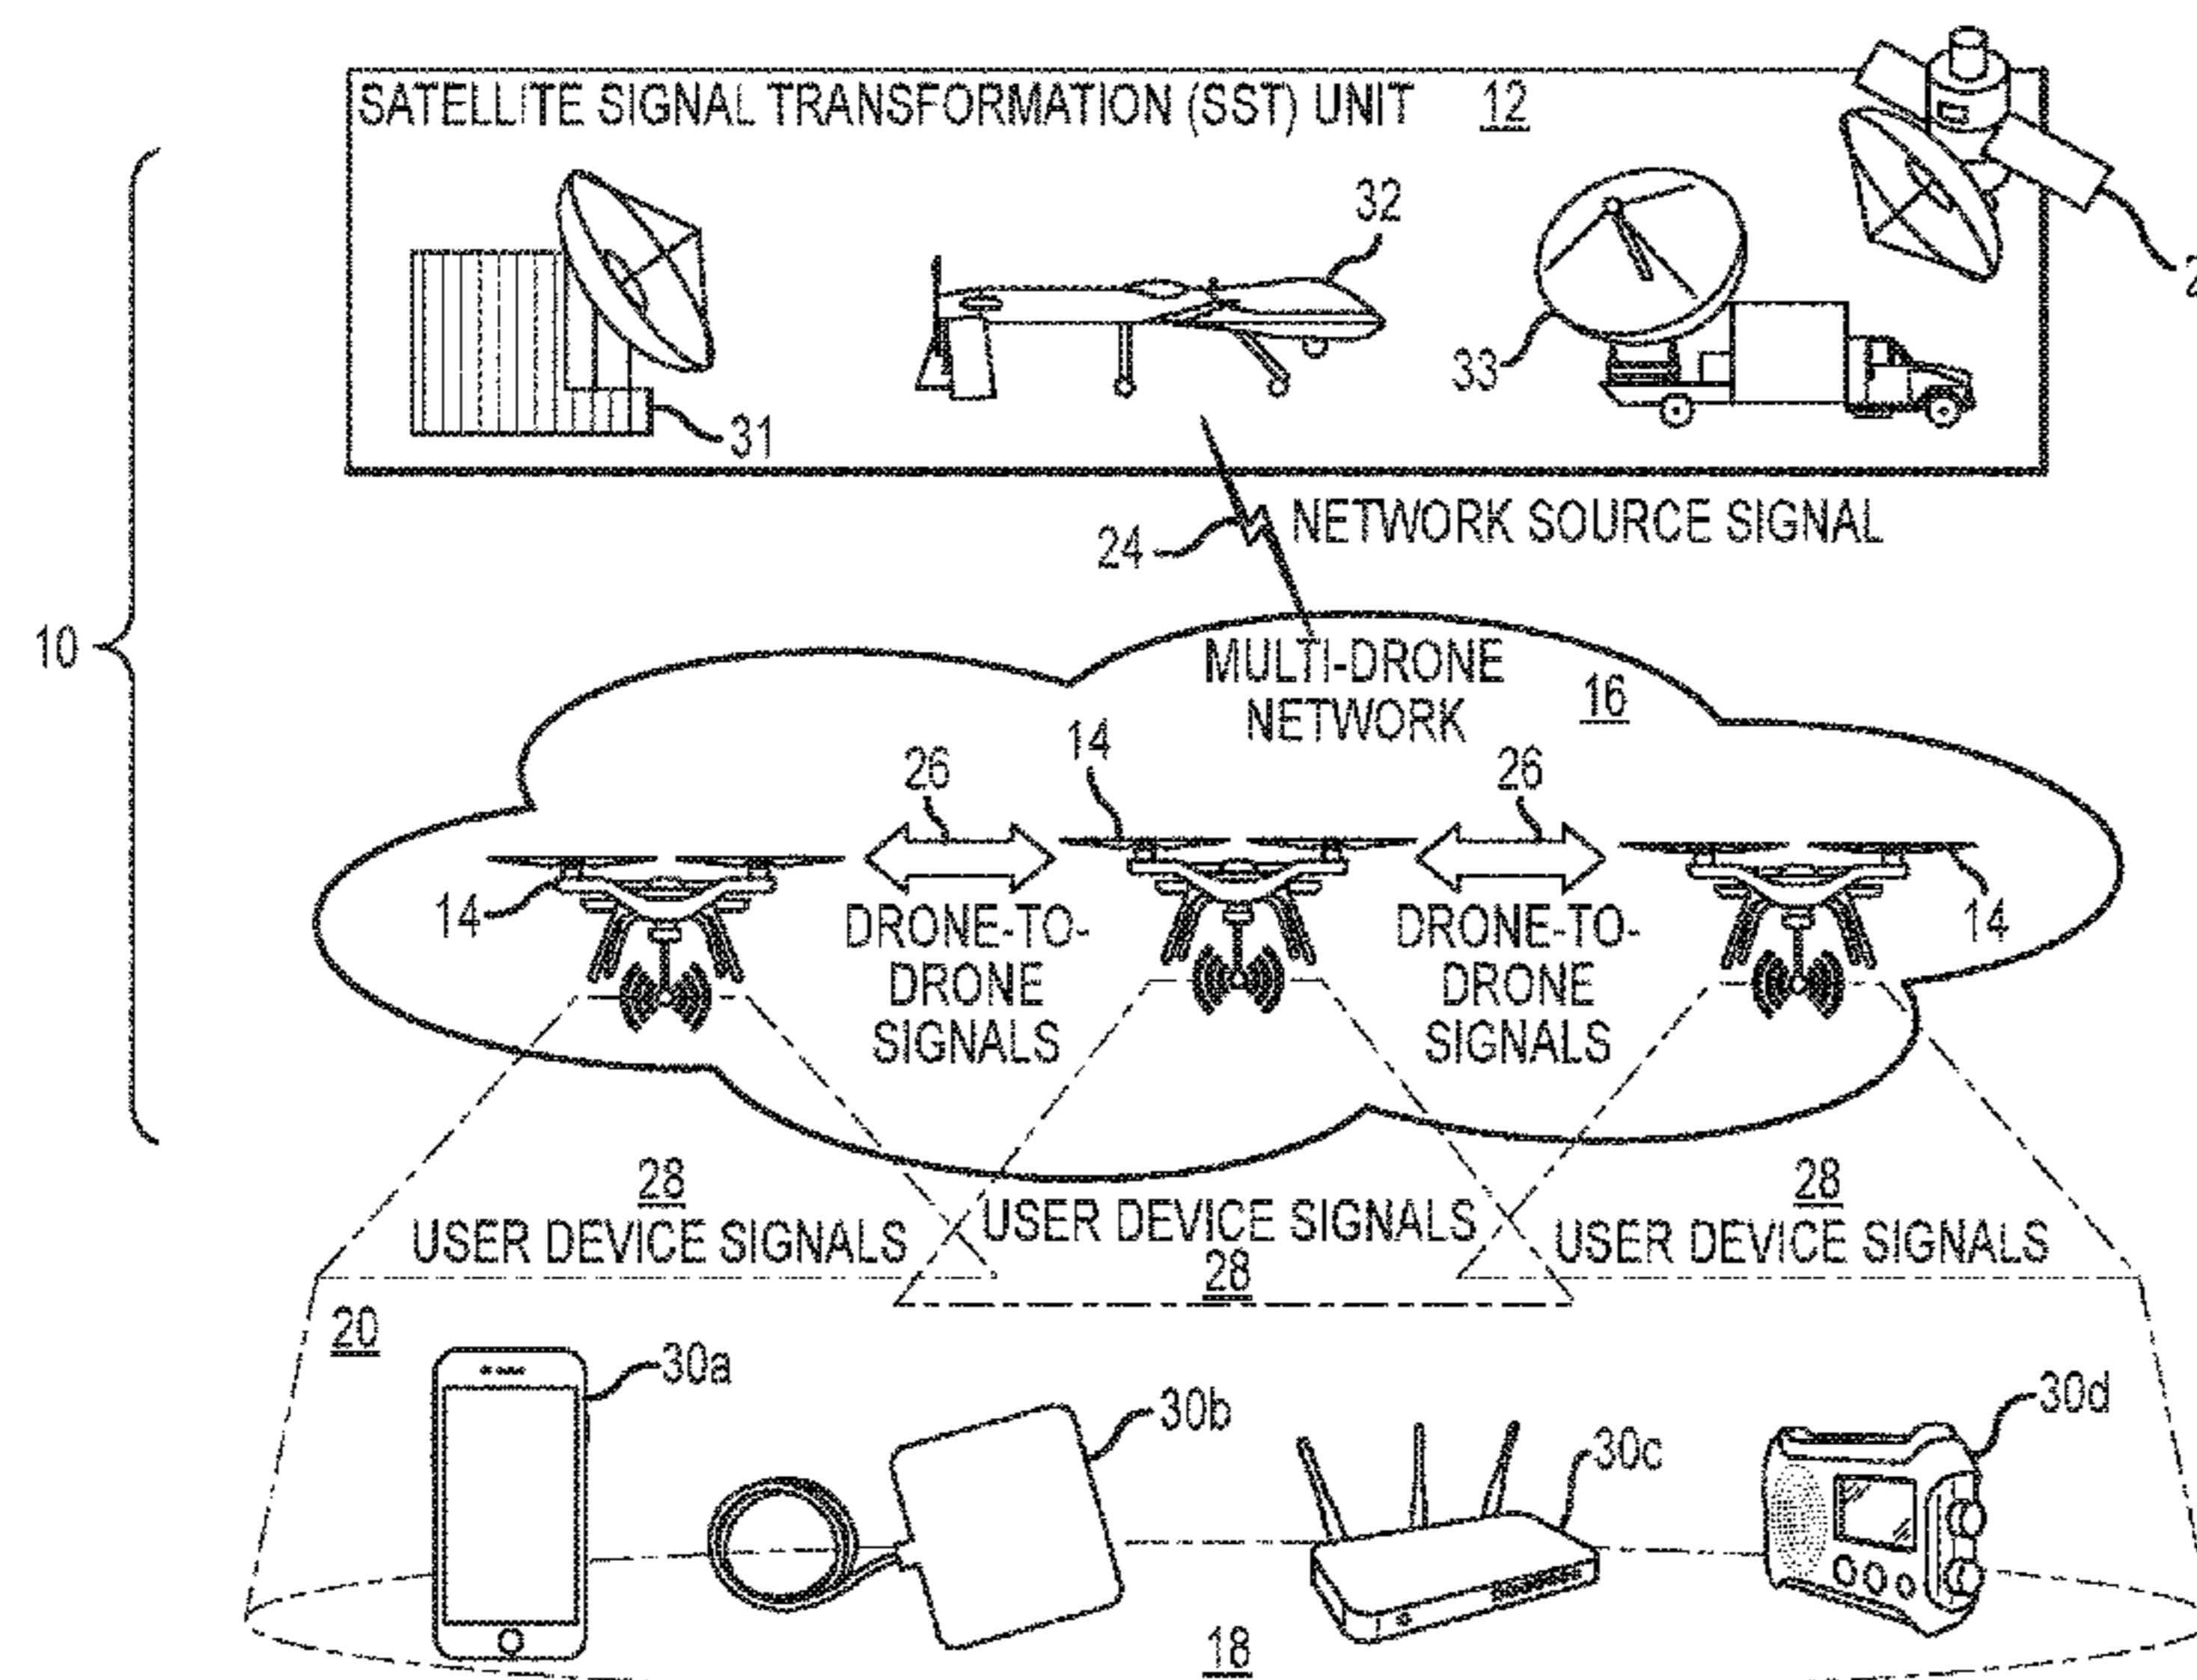 SATELLITE SIGNAL TRANSFORMATION (SST) UNIT 12
32
33
31
24
NETWORK SOURCE SIGNAL
10
MULTI-DRONE
NETWORK
16
14
26
26
14
14
DRONE-TO-
DRONE
SIGNALS
DRONE-TO-
DRONE
SIGNALS
28
USER DEVICE SIGNALS
USER DEVICE SIGNALS
28
28
USER DEVICE SIGNALS
20
30a
30b
30c
30d
18